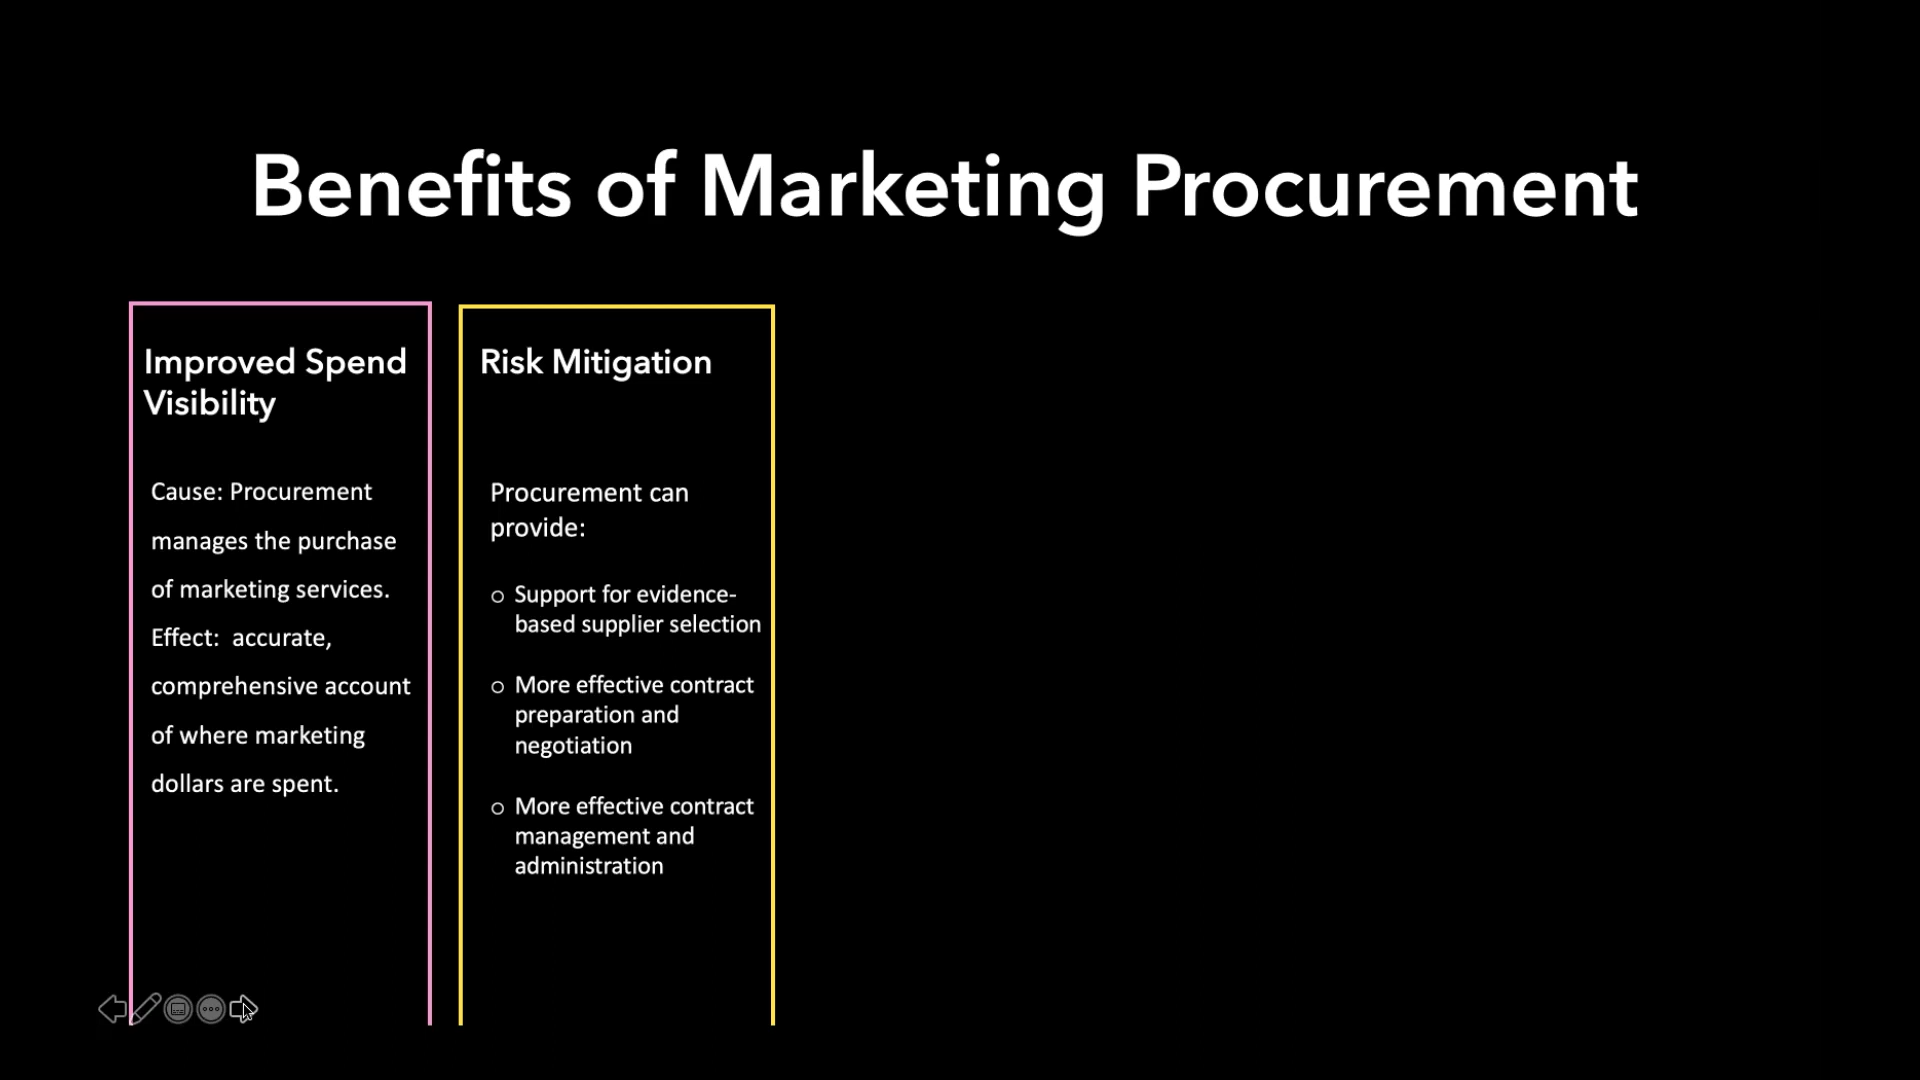 Benefits of Marketing Procurement
Improved Spend
Visibility
Cause: Procurement
manages the purchase
of marketing services.
Effect:  accurate,
comprehensive account
of where marketing
dollars are spent.
Risk Mitigation
Procurement can
provide:
o Support for evidence-
based supplier selection
o More effective contract
preparation and
negotiation
o More effective contract
management and
administration